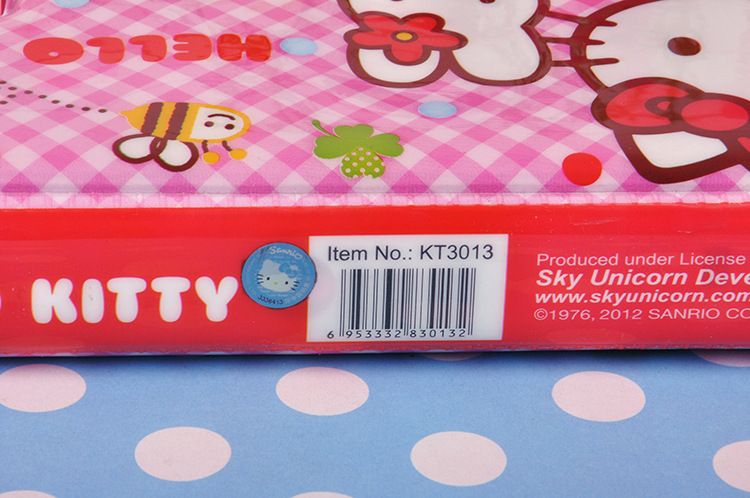 HELLO
KITTY
Sanrio
3336413
Item No.: KT3013
6 953332 830132
Produced under License
Sky Unicorn Deve
www.skyunicorn.com
©1976, 2012 SANRIO CO